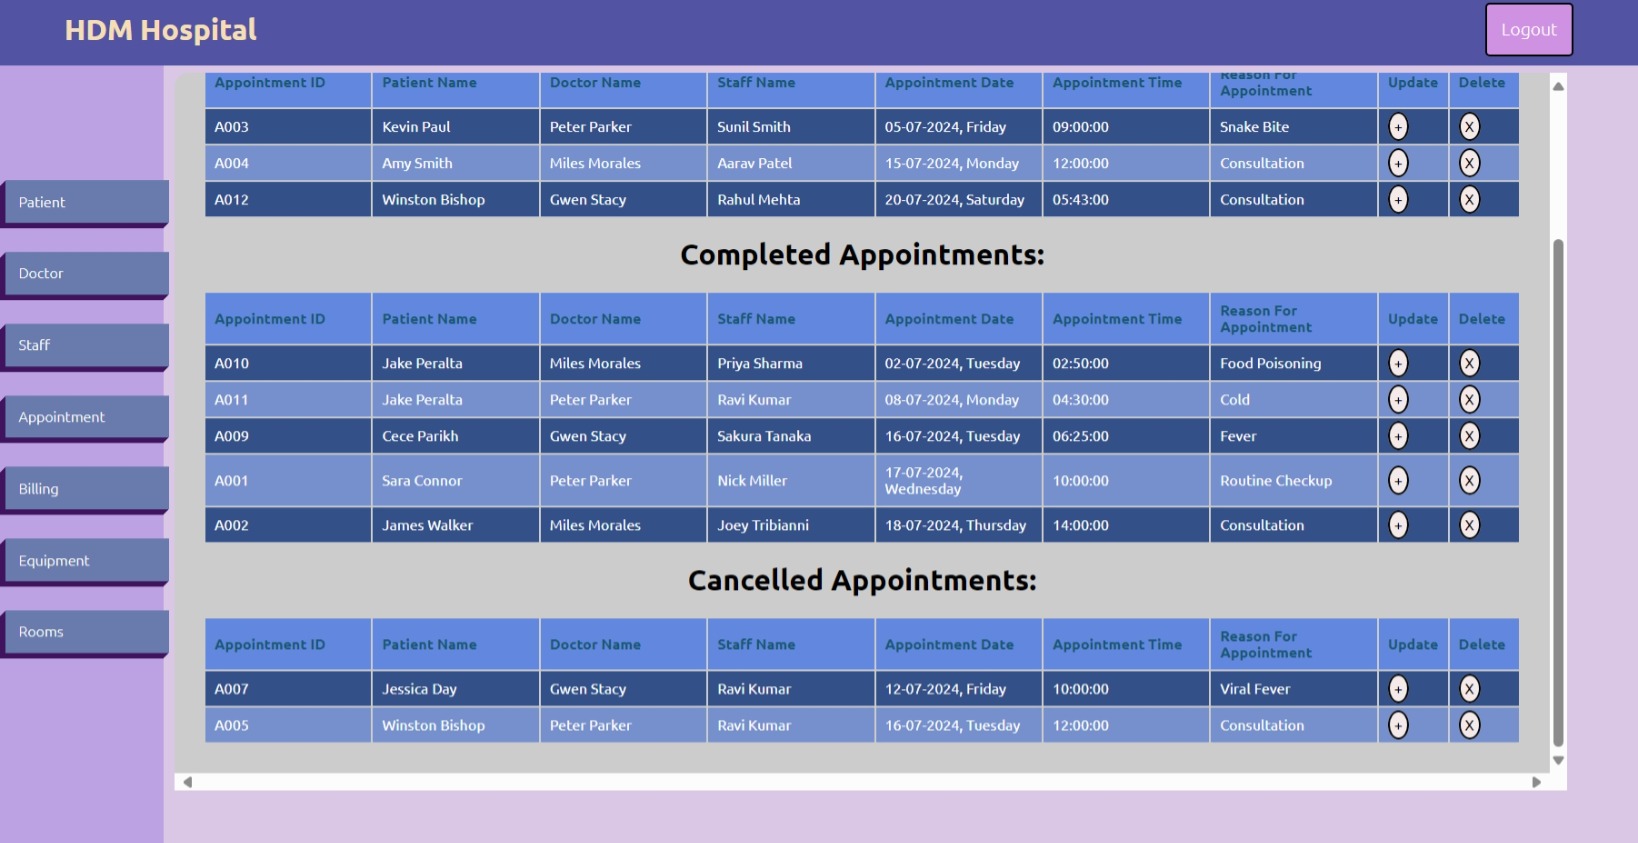 HDM Hospital
Logout
Patient
Doctor
Staff
Appointment
Billing
Equipment
Rooms
Appointment ID Patient Name Doctor Name Staff Name Appointment Date Appointment Time Reason For Appointment Update Delete
A003 Kevin Paul Peter Parker Sunil Smith 05-07-2024, Friday 09:00:00 Snake Bite + X
A004 Amy Smith Miles Morales Aarav Patel 15-07-2024, Monday 12:00:00 Consultation + X
A012 Winston Bishop Gwen Stacy Rahul Mehta 20-07-2024, Saturday 05:43:00 Consultation + X
Completed Appointments:
Appointment ID Patient Name Doctor Name Staff Name Appointment Date Appointment Time Reason For Appointment Update Delete
A010 Jake Peralta Miles Morales Priya Sharma 02-07-2024, Tuesday 02:50:00 Food Poisoning + X
A011 Jake Peralta Peter Parker Ravi Kumar 08-07-2024, Monday 04:30:00 Cold + X
A009 Cece Parikh Gwen Stacy Sakura Tanaka 16-07-2024, Tuesday 06:25:00 Fever + X
A001 Sara Connor Peter Parker Nick Miller 17-07-2024, Wednesday 10:00:00 Routine Checkup + X
A002 James Walker Miles Morales Joey Tribianni 18-07-2024, Thursday 14:00:00 Consultation + X
Cancelled Appointments:
Appointment ID Patient Name Doctor Name Staff Name Appointment Date Appointment Time Reason For Appointment Update Delete
A007 Jessica Day Gwen Stacy Ravi Kumar 12-07-2024, Friday 10:00:00 Viral Fever + X
A005 Winston Bishop Peter Parker Ravi Kumar 16-07-2024, Tuesday 12:00:00 Consultation + X